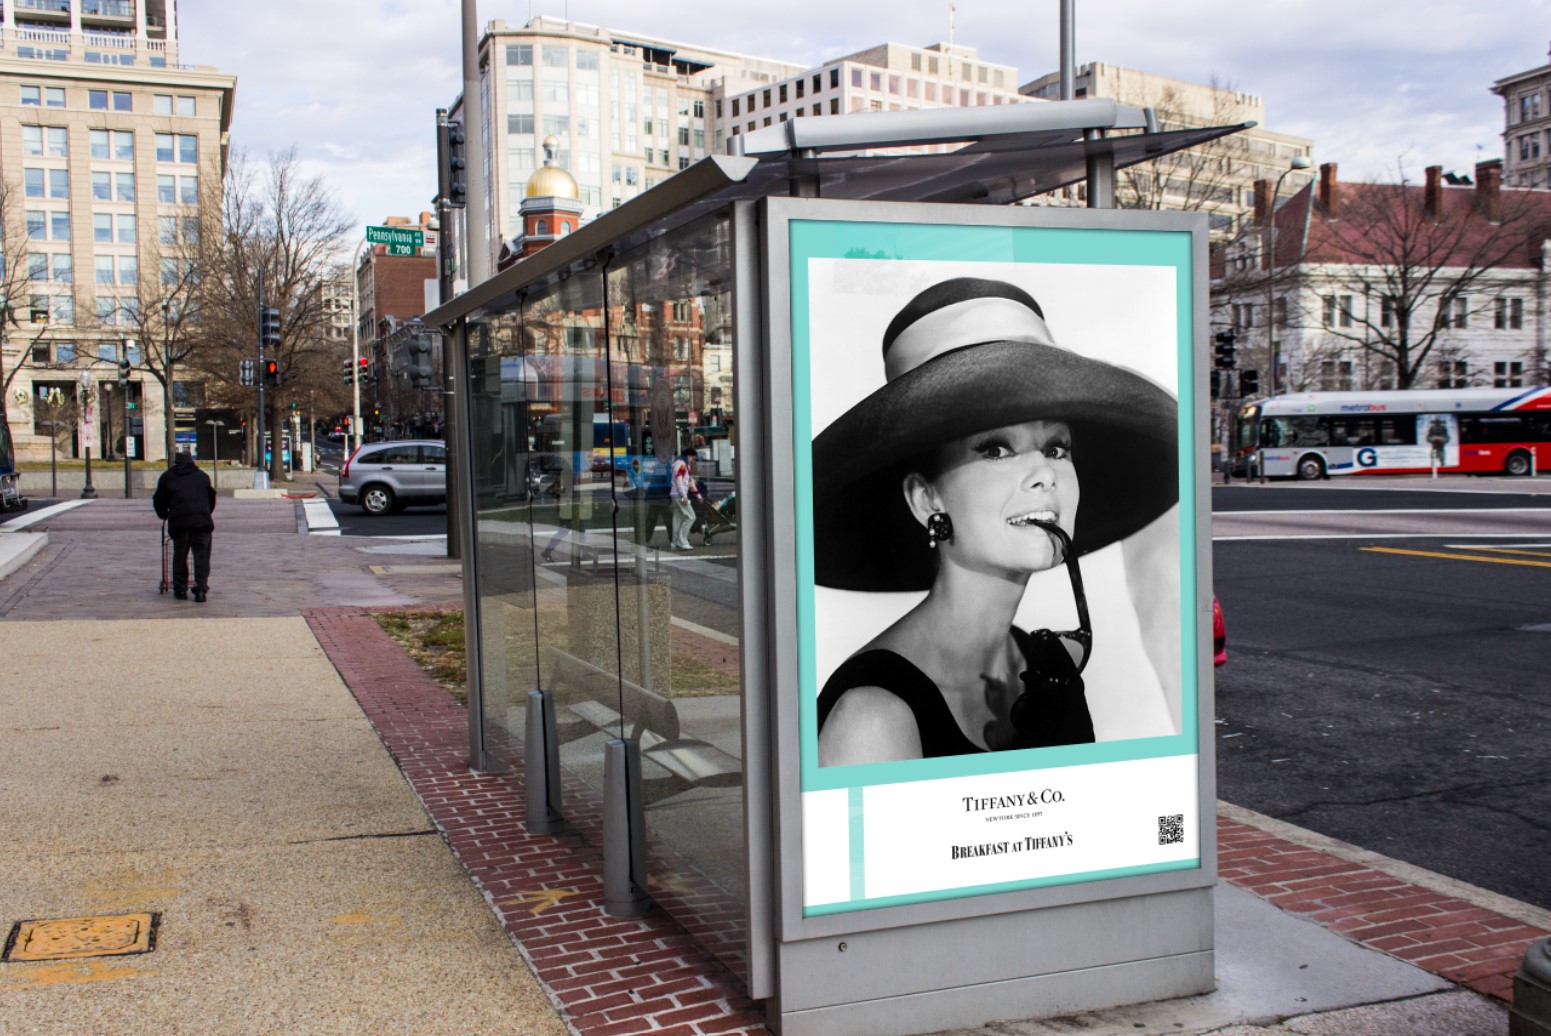 Pennsylvania
700
metrobus
G
TIFFANY & CO.
NEW YORK SINCE 1837
BREAKFAST AT TIFFANY'S